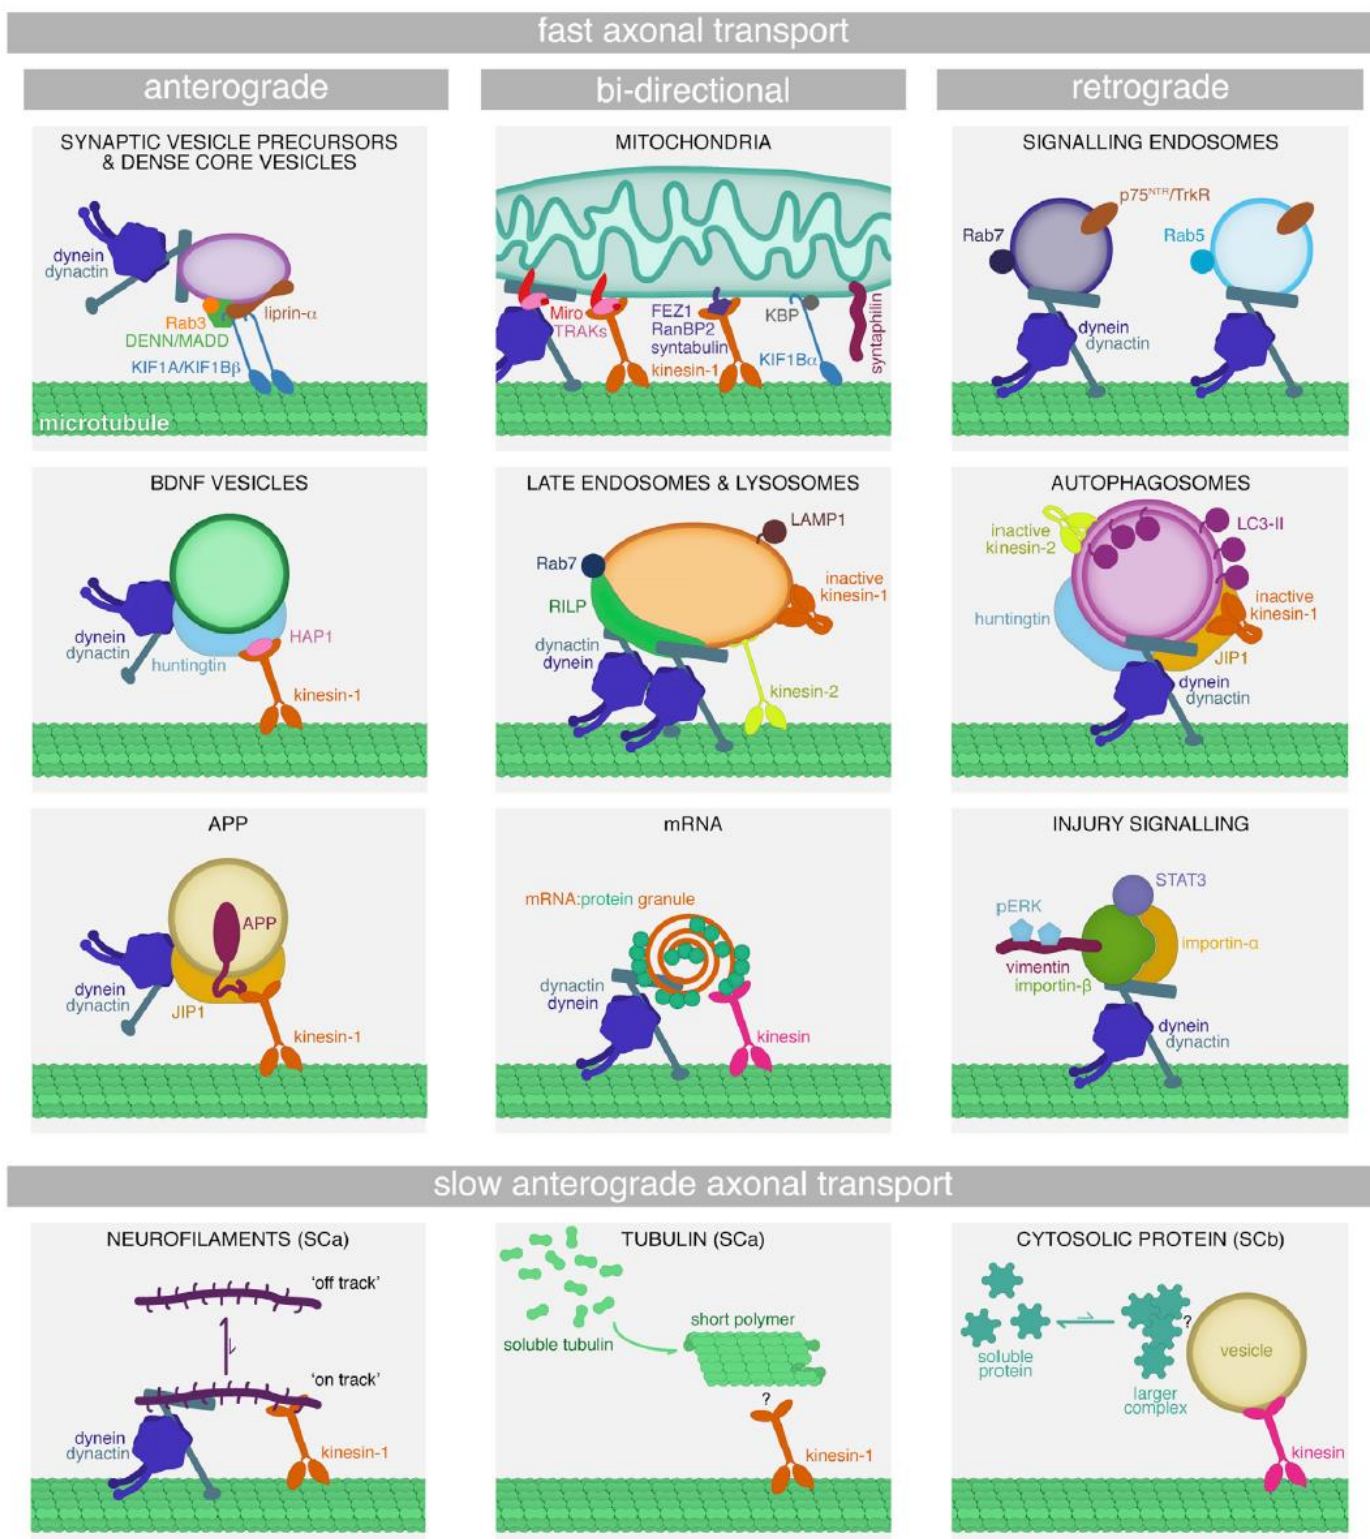 fast axonal transport
anterograde
bi-directional
retrograde
SYNAPTIC VESICLE PRECURSORS
& DENSE CORE VESICLES
dynein
dynactin
Rab3
liprin-α
DENN/MADD
KIF1A/KIF1Bβ
microtubule
MITOCHONDRIA
Miro
TRAKs
FEZ1
RanBP2
syntabulin
kinesin-1
KBP
KIF1Bα
syntaphilin
SIGNALLING ENDOSOMES
p75NTR/TrkR
Rab7
Rab5
dynein
dynactin
BDNF VESICLES
dynein
dynactin
HAP1
huntingtin
kinesin-1
LATE ENDOSOMES & LYSOSOMES
LAMP1
Rab7
RILP
inactive
kinesin-1
dynactin
dynein
kinesin-2
AUTOPHAGOSOMES
inactive
kinesin-2
LC3-II
huntingtin
inactive
kinesin-1
JIP1
dynein
dynactin
APP
APP
dynein
dynactin
JIP1
kinesin-1
mRNA
mRNA:protein granule
dynactin
dynein
kinesin
INJURY SIGNALLING
STAT3
pERK
importin-α
vimentin
importin-β
dynein
dynactin
slow anterograde axonal transport
NEUROFILAMENTS (SCa)
'off track'
'on track'
dynein
dynactin
kinesin-1
TUBULIN (SCa)
soluble tubulin
short polymer
?
kinesin-1
CYTOSOLIC PROTEIN (SCb)
?
soluble
protein
larger
complex
vesicle
kinesin